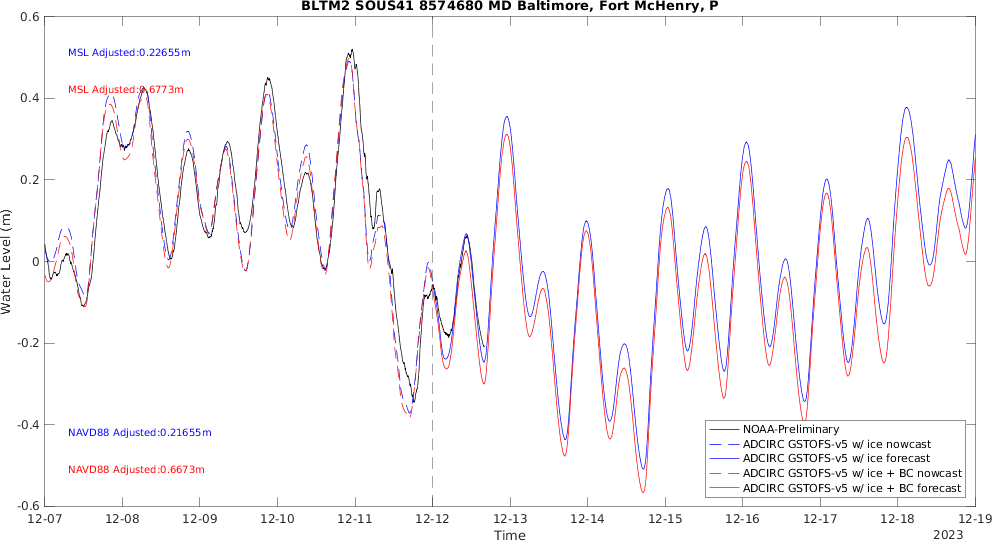 BLTM2 SOUS41 8574680 MD Baltimore, Fort McHenry, P
MSL Adjusted:0.22655m
MSL Adjusted:0.6773m
NAVD88 Adjusted:0.21655m
NAVD88 Adjusted:0.6673m
Water Level (m)
0.6
0.4
0.2
0
-0.2
-0.4
-0.6
NOAA-Preliminary
ADCIRC GSTOFS-v5 w/ ice nowcast
ADCIRC GSTOFS-v5 w/ ice forecast
ADCIRC GSTOFS-v5 w/ ice + BC nowcast
ADCIRC GSTOFS-v5 w/ ice + BC forecast
12-07 12-08 12-09 12-10 12-11 12-12 12-13 12-14 12-15 12-16 12-17 12-18 12-19
Time
2023